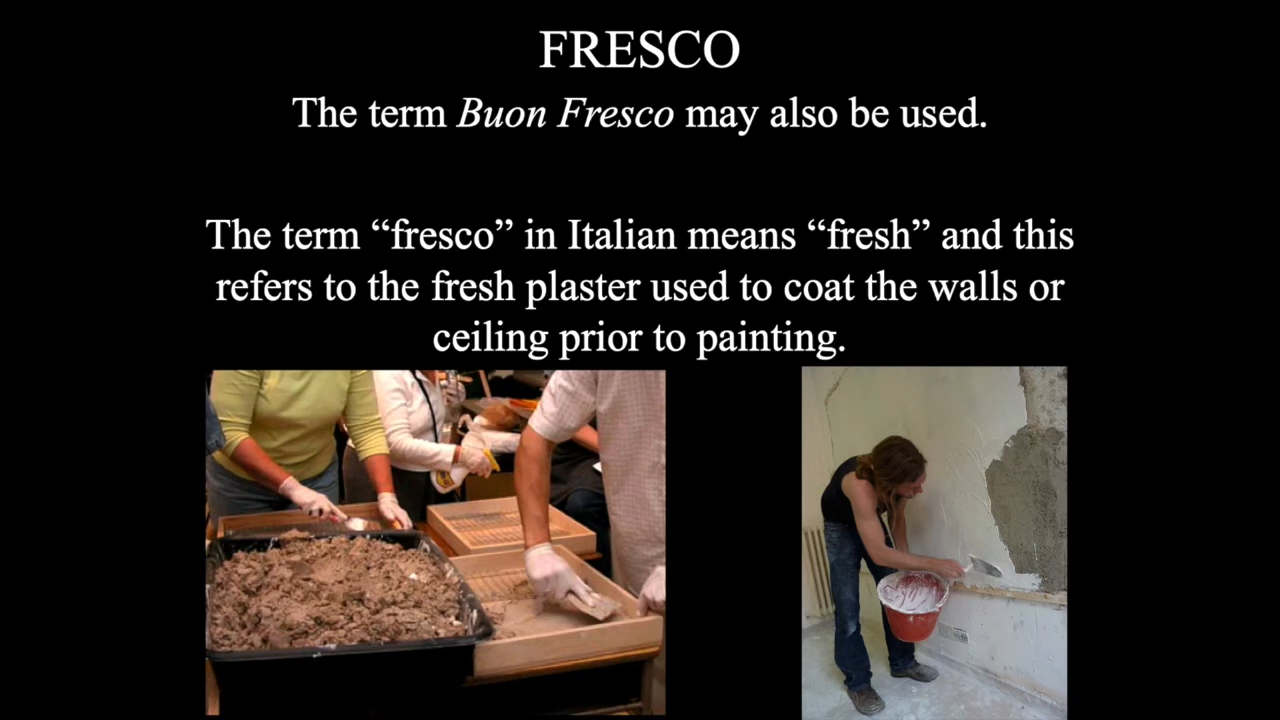 FRESCO
The term Buon Fresco may also be used.
The term “fresco” in Italian means “fresh” and this
refers to the fresh plaster used to coat the walls or
ceiling prior to painting.